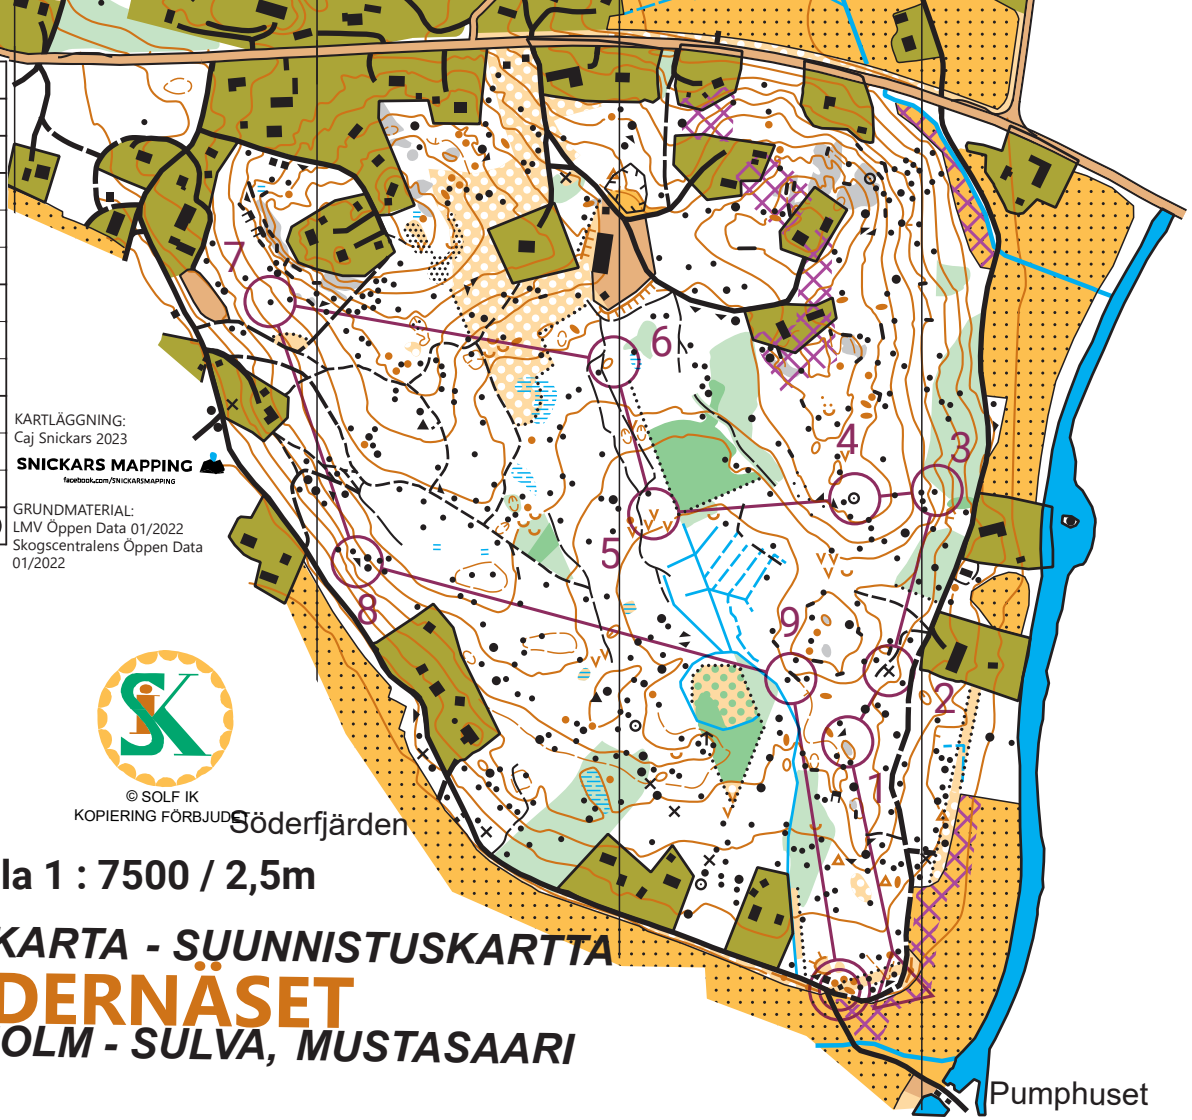 7
6
4
3
5
8
9
2
1
KARTLÄGGNING:
Caj Snickars 2023
SNICKARS MAPPING
facebook.com/SNICKARSMAPPING
GRUNDMATERIAL:
LMV Öppen Data 01/2022
Skogscentralens Öppen Data
01/2022
SIK
© SOLF IK
KOPIERING FÖRBJUDET
Söderfjärden
la 1 : 7500 / 2,5m
KARTA - SUUNNISTUSKARTTA
DERNÄSET
OLM - SULVA, MUSTASAARI
Pumphuset